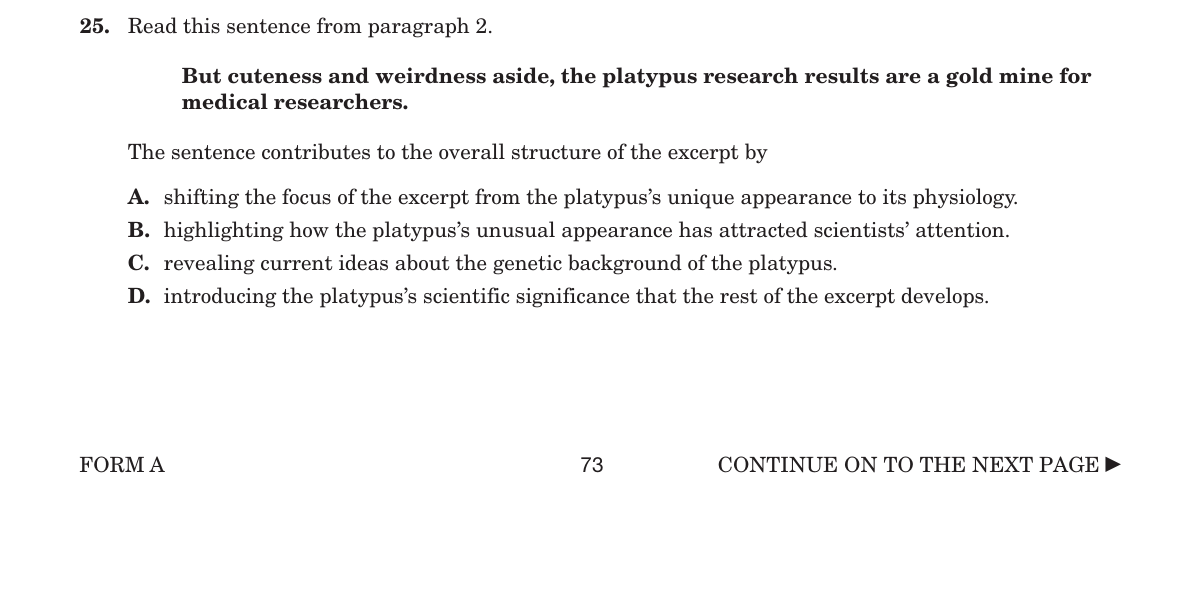 25. Read this sentence from paragraph 2.
But cuteness and weirdness aside, the platypus research results are a gold mine for
medical researchers.
The sentence contributes to the overall structure of the excerpt by
A. shifting the focus of the excerpt from the platypus’s unique appearance to its physiology.
B. highlighting how the platypus’s unusual appearance has attracted scientists’ attention.
C. revealing current ideas about the genetic background of the platypus.
D. introducing the platypus’s scientific significance that the rest of the excerpt develops.
FORM A 73 CONTINUE ON TO THE NEXT PAGE ▶